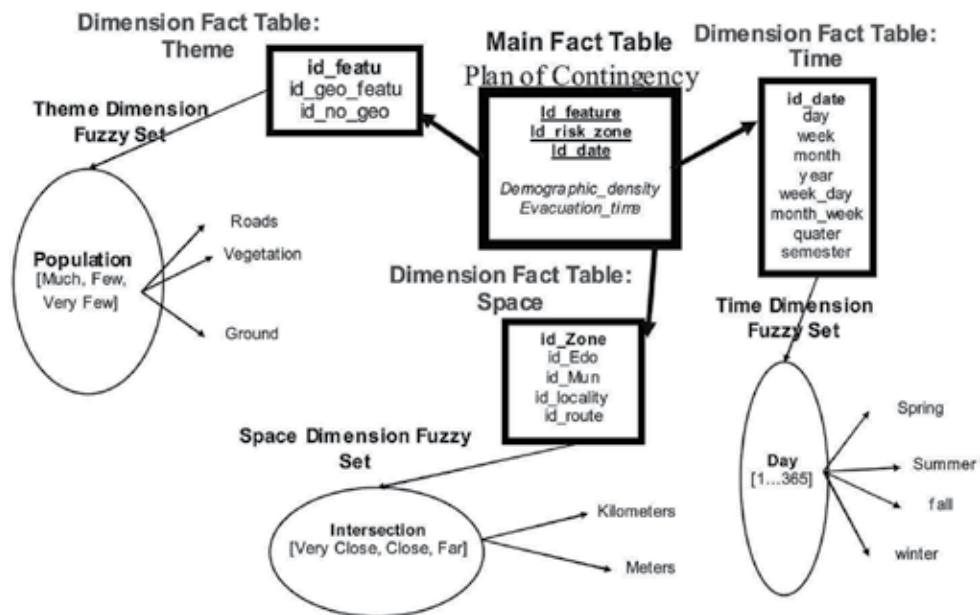 Dimension Fact Table:
Theme
id_featu
id_geo_featu
id_no_geo
Theme Dimension
Fuzzy Set
Population
[Much, Few,
Very Few]
Roads
Vegetation
Ground
Main Fact Table
Plan of Contingency
Id_feature
Id_risk_zone
Id_date
Demographic_density
Evacuation_time
Dimension Fact Table:
Time
id_date
day
week
month
year
week_day
month_week
quater
semester
Dimension Fact Table:
Space
id_Zone
id_Edo
id_Mun
id_locality
id_route
Space Dimension Fuzzy
Set
Intersection
[Very Close, Close, Far]
Kilometers
Meters
Time Dimension
Fuzzy Set
Day
[1...365]
Spring
Summer
fall
winter